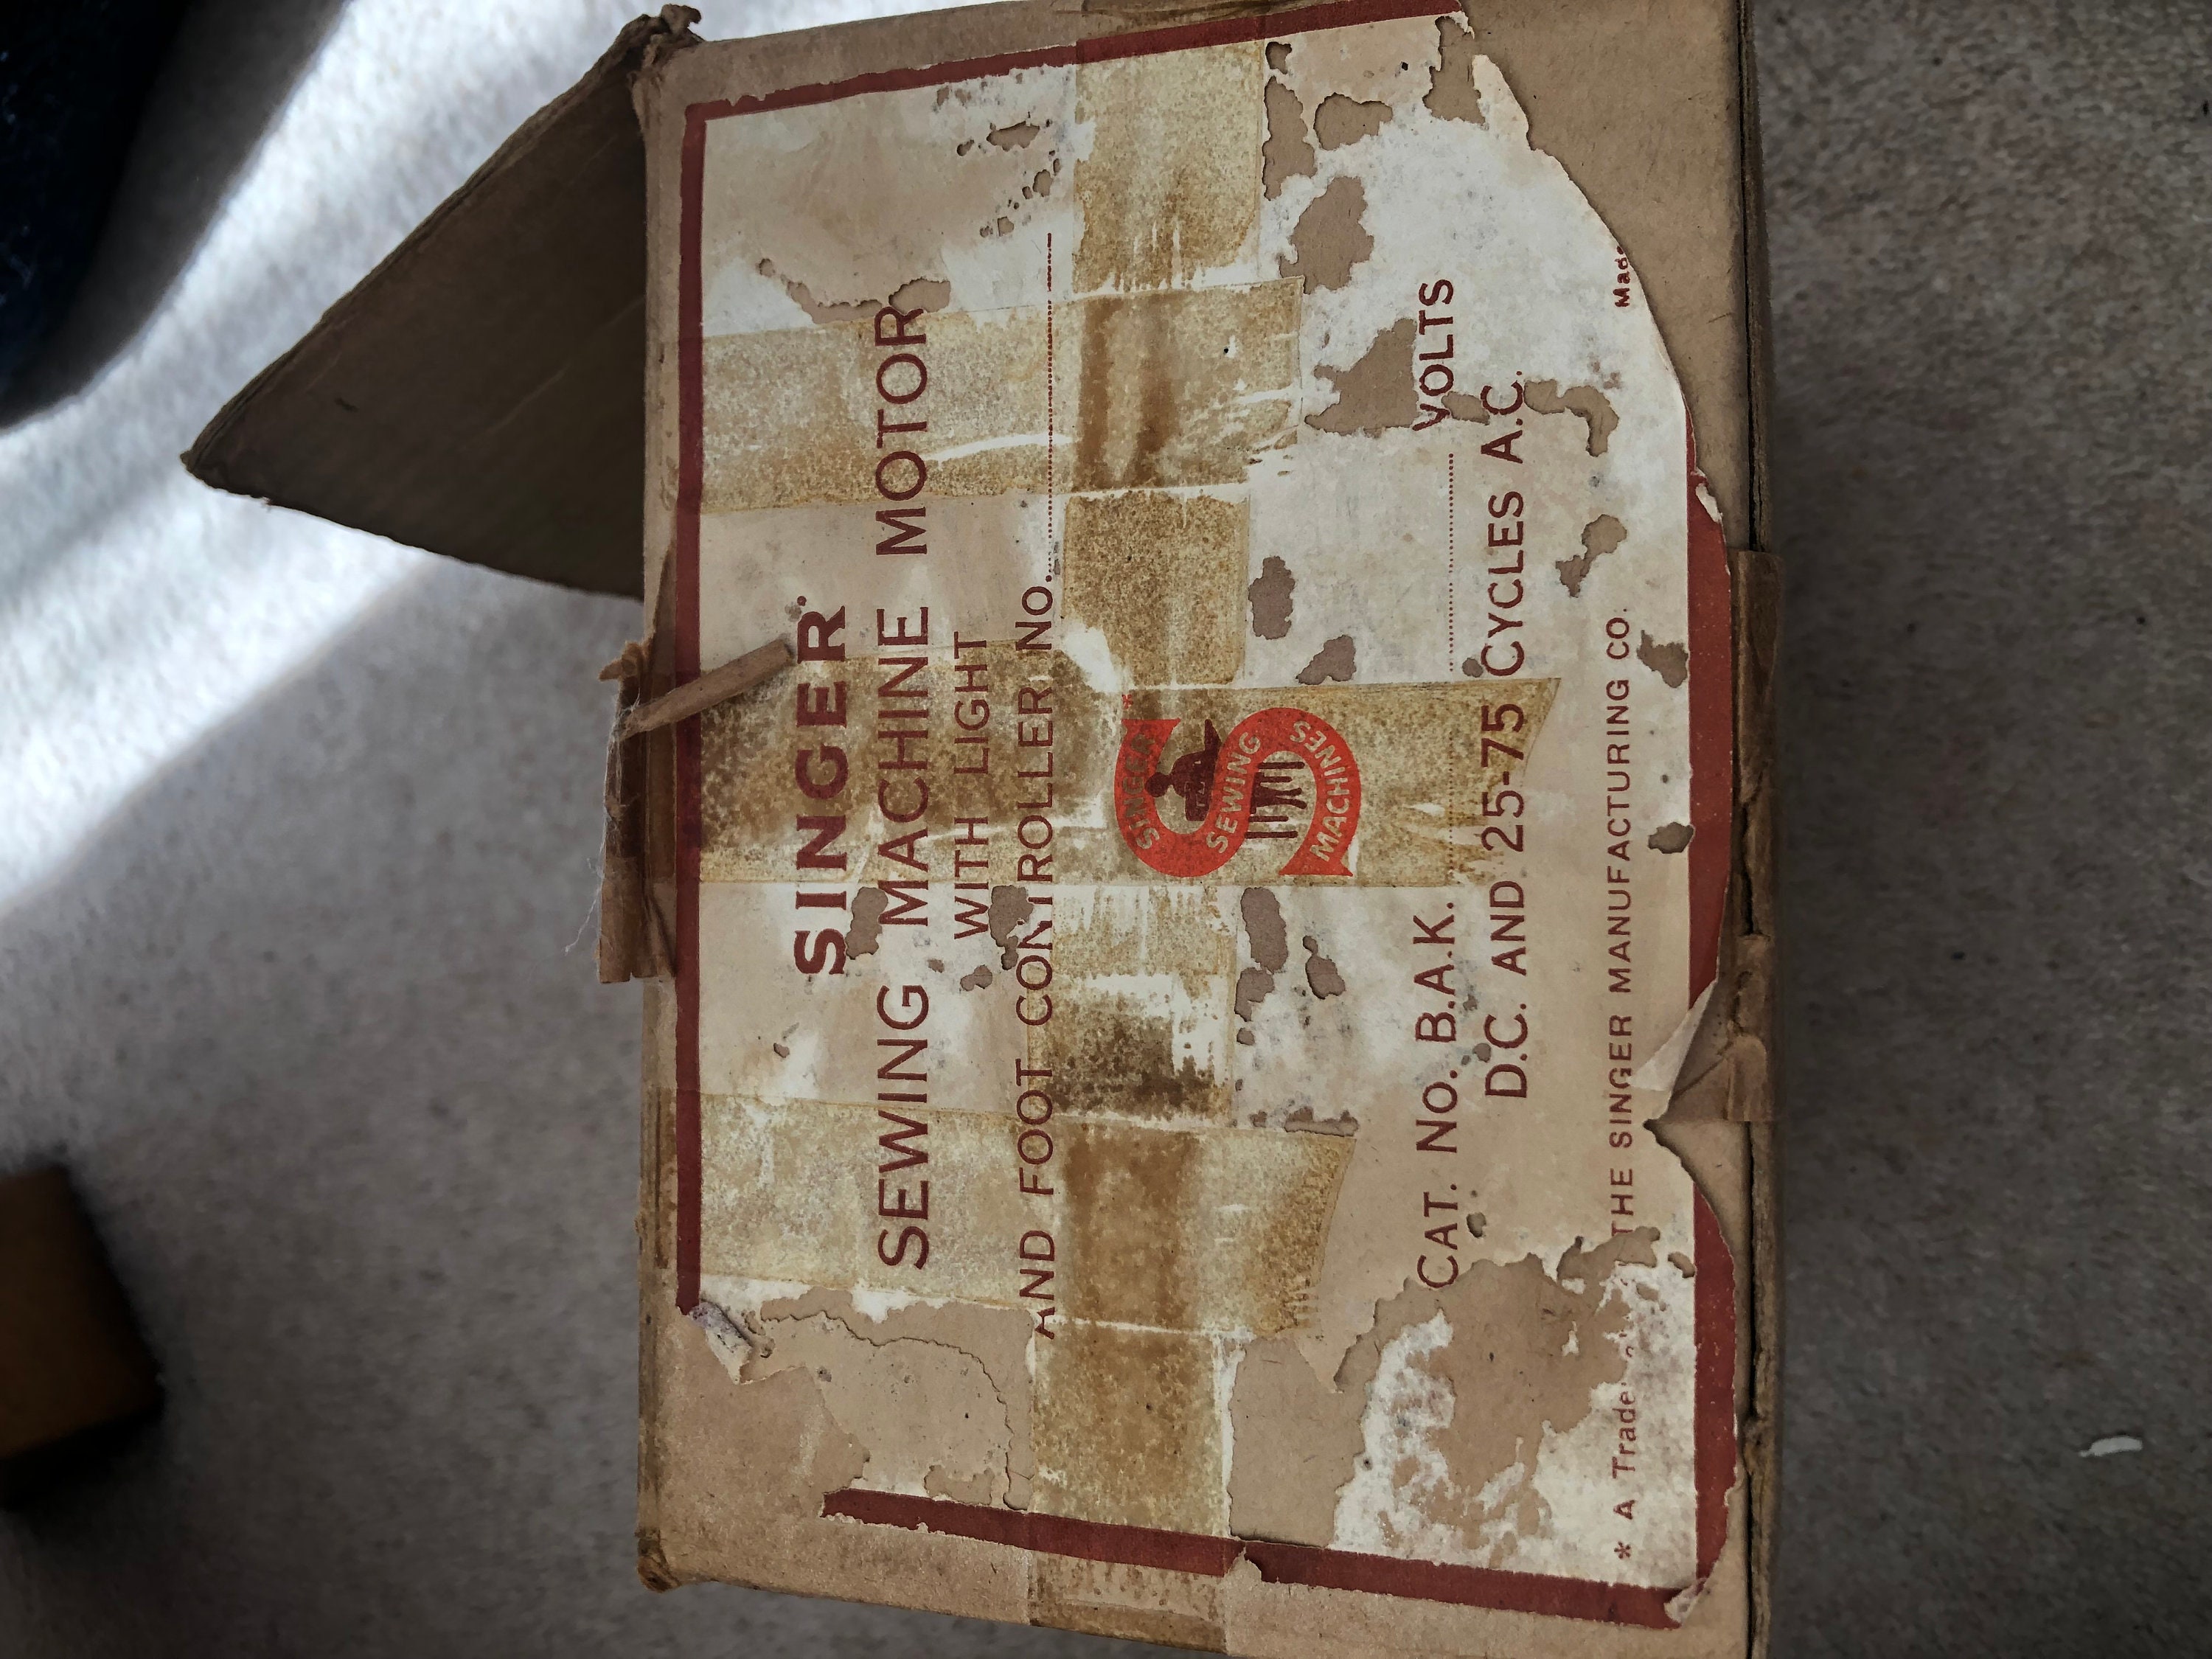 SINGER*
SEWING MACHINE MOTOR
WITH LIGHT
AND FOOT CONTROLLER NO.
*
SINGER
SEWING
MACHINES
CAT. NO. B.A.K. VOLTS
D.C. AND 25-75 CYCLES A.C.
THE SINGER MANUFACTURING CO.
* A Trade Made